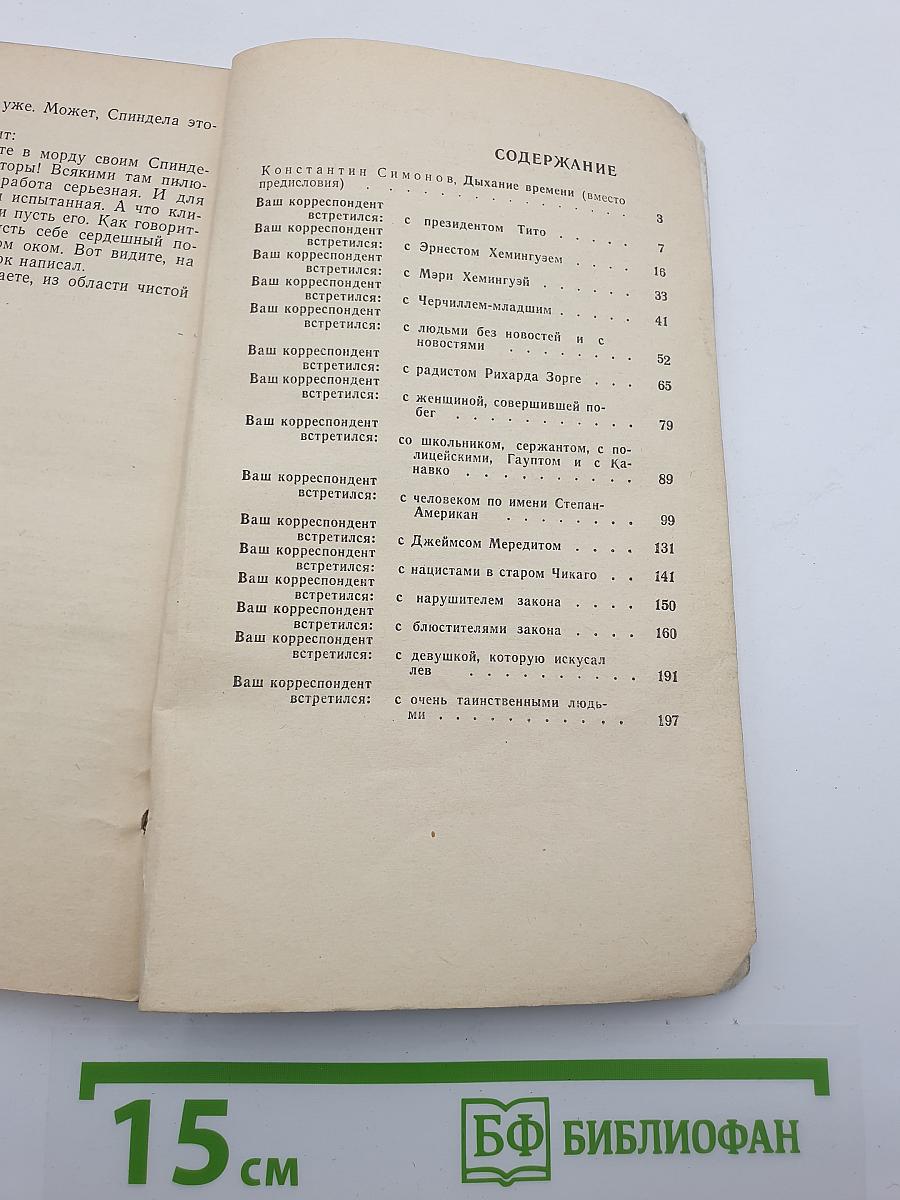 уже. Может, Спиндела это-
ит:
те в морду своим Спинде-
торы! Всякими там пилю-
работа серьезная. И для
испытанная. А что кли-
и пусть его. Как говорит-
сть себе сердешный по-
ом оком. Вот видите, на
ок написал.
аете, из области чистой
СОДЕРЖАНИЕ
Константин Симонов, Дыхание времени (вместо
предисловия) . . . . . . . . . . . . . 3
Ваш корреспондент
встретился: с президентом Тито . . . . . 7
Ваш корреспондент
встретился: с Эрнестом Хемингуэем . . . . 16
Ваш корреспондент
встретился: с Мэри Хемингуэй . . . . . . 33
Ваш корреспондент
встретился: с Черчиллем-младшим . . . . . 41
Ваш корреспондент
встретился: с людьми без новостей и с
новостями . . . . . . . . 52
Ваш корреспондент
встретился: с радистом Рихарда Зорге . . . 65
Ваш корреспондент
встретился: с женщиной, совершившей по-
бег . . . . . . . . . . 79
Ваш корреспондент
встретился: со школьником, сержантом, с по-
лицейскими, Гауптом и с Ка-
навко . . . . . . . . . . 89
Ваш корреспондент
встретился: с человеком по имени Степан-
Американ . . . . . . . . 99
Ваш корреспондент
встретился: с Джеймсом Мередитом . . . . 131
Ваш корреспондент
встретился: с нацистами в старом Чикаго . . 141
Ваш корреспондент
встретился: с нарушителем закона . . . . 150
Ваш корреспондент
встретился: с блюстителями закона . . . . 160
Ваш корреспондент
встретился: с девушкой, которую искусал
лев . . . . . . . . . . 191
Ваш корреспондент
встретился: с очень таинственными людь-
ми . . . . . . . . . . . 197
15 см
БФ БИБЛИОФАН